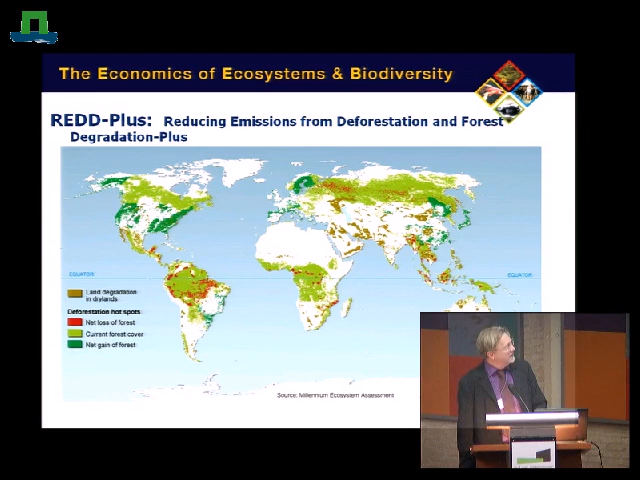 The Economics of Ecosystems & Biodiversity
REDD-Plus: Reducing Emissions from Deforestation and Forest
Degradation-Plus
EQUATOR
EQUATOR
Land degradation
in drylands
Deforestation hot spots
Net loss of forest
Current forest cover
Net gain of forest
Source: Millennium Ecosystem Assessment